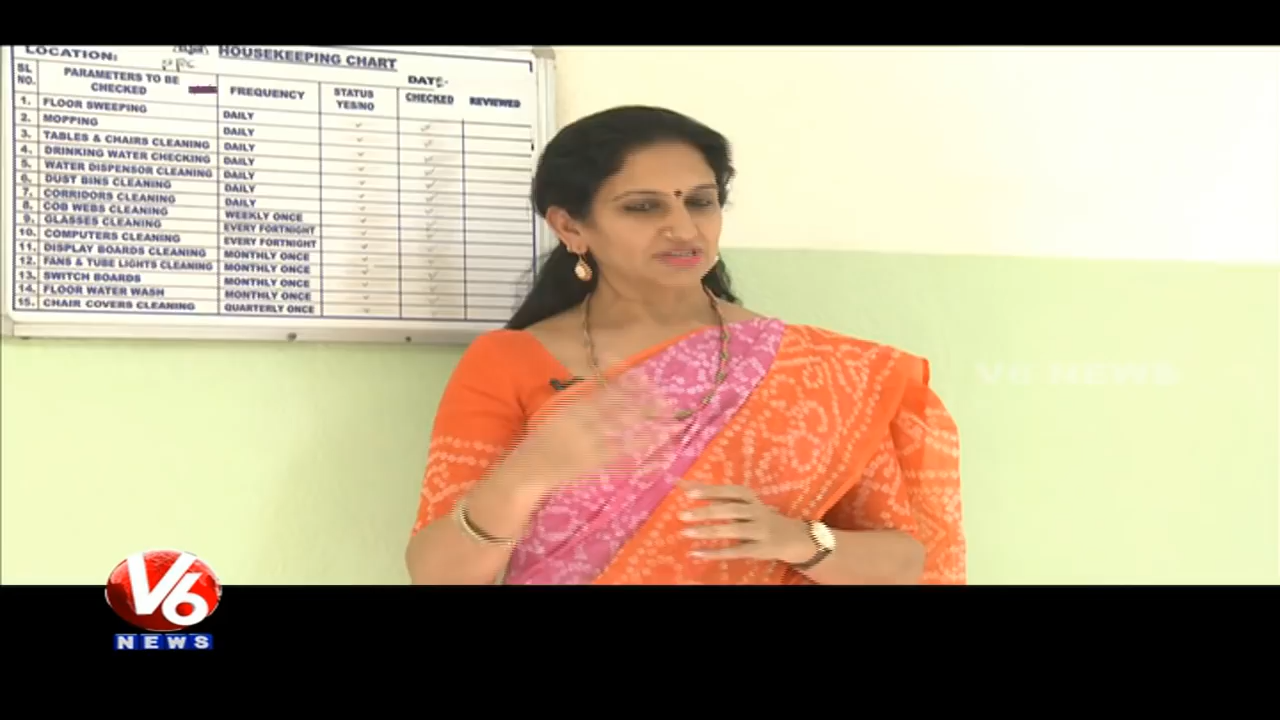 LOCATION:
HOUSEKEEPING CHART
DATE:
SL NO. PARAMETERS TO BE CHECKED FREQUENCY STATUS YES/NO CHECKED REVIEWED
1. FLOOR SWEEPING DAILY
2. MOPPING DAILY
3. TABLES & CHAIRS CLEANING DAILY
4. DRINKING WATER CHECKING DAILY
5. WATER DISPENSOR CLEANING DAILY
6. DUST BINS CLEANING DAILY
7. CORRIDORS CLEANING DAILY
8. COB WEBS CLEANING WEEKLY ONCE
9. GLASSES CLEANING EVERY FORTNIGHT
10. COMPUTERS CLEANING EVERY FORTNIGHT
11. DISPLAY BOARDS CLEANING MONTHLY ONCE
12. FANS & TUBE LIGHTS CLEANING MONTHLY ONCE
13. SWITCH BOARDS MONTHLY ONCE
14. FLOOR WATER WASH MONTHLY ONCE
15. CHAIR COVERS CLEANING QUARTERLY ONCE
V6 NEWS
V6
NEWS